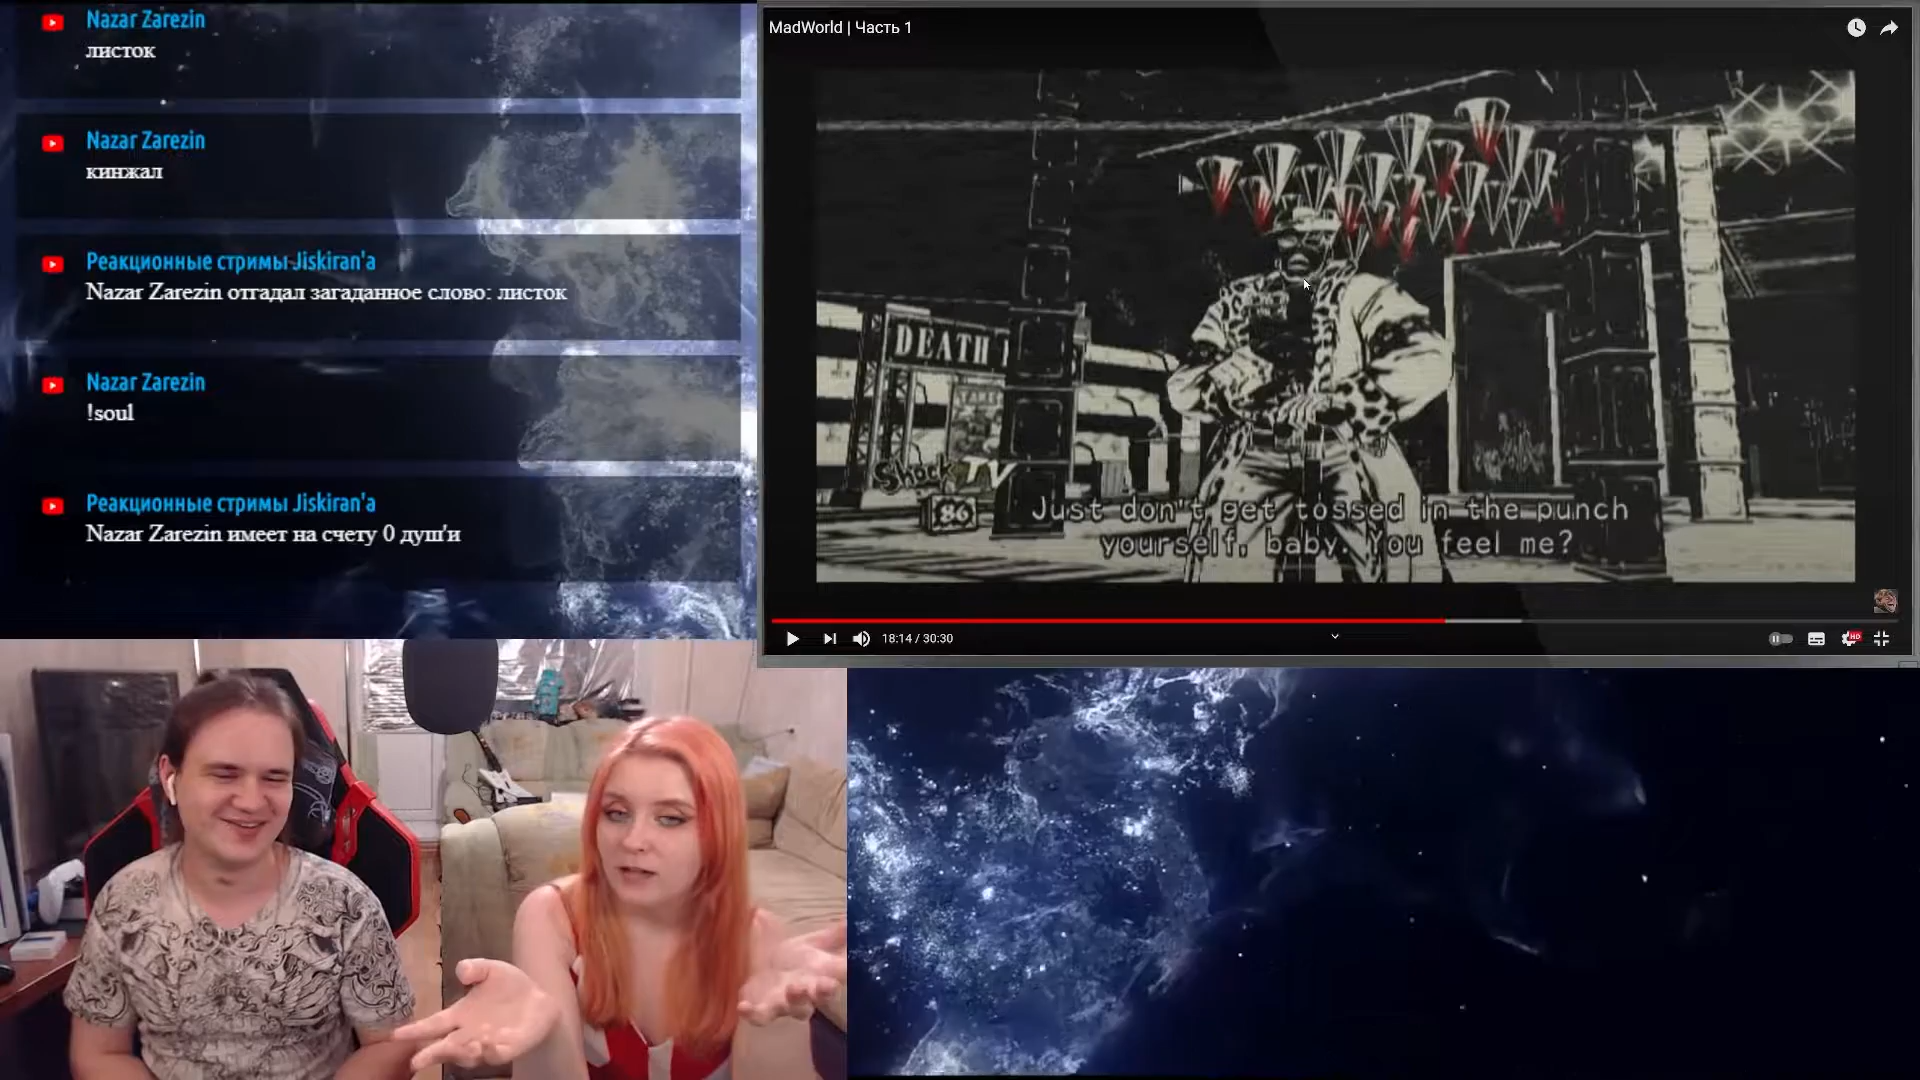 Nazar Zarezin
листок
Nazar Zarezin
кинжал
Реакционные стримы Jiskiran'a
Nazar Zarezin отгадал загаданное слово: листок
Nazar Zarezin
!soul
Реакционные стримы Jiskiran'a
Nazar Zarezin имеет на счету 0 душ'и
MadWorld | Часть 1
DEATH
Shock TV
86
Just don't get tossed in the punch
yourself, baby. You feel me?
18:14 / 30:30
HD